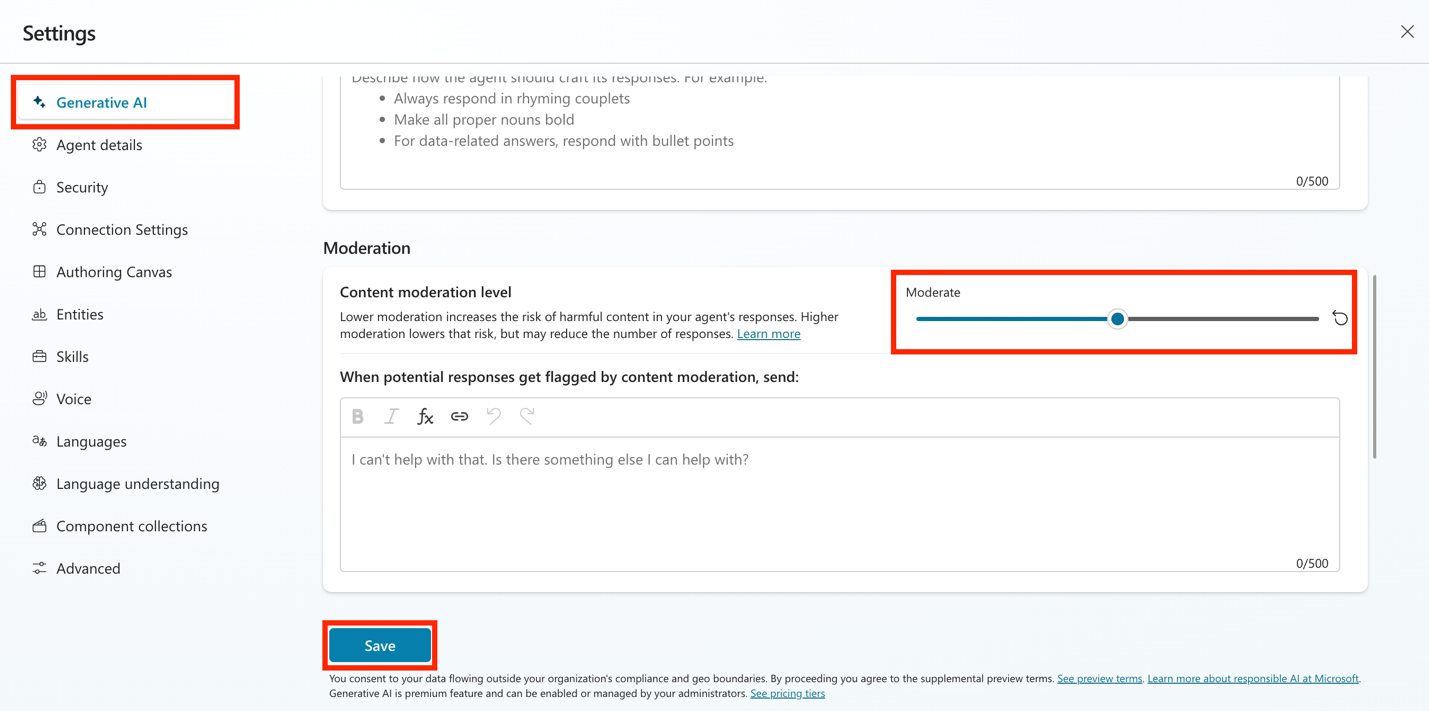 Settings
Generative AI
Agent details
Security
Connection Settings
Authoring Canvas
Entities
Skills
Voice
Languages
Language understanding
Component collections
Advanced
Describe how the agent should craft its responses. For example:
Always respond in rhyming couplets
Make all proper nouns bold
For data-related answers, respond with bullet points
0/500
Moderation
Content moderation level
Lower moderation increases the risk of harmful content in your agent's responses. Higher
moderation lowers that risk, but may reduce the number of responses. Learn more
Moderate
When potential responses get flagged by content moderation, send:
B I fx
I can't help with that. Is there something else I can help with?
0/500
Save
You consent to your data flowing outside your organization's compliance and geo boundaries. By proceeding you agree to the supplemental preview terms. See preview terms. Learn more about responsible AI at Microsoft.
Generative AI is premium feature and can be enabled or managed by your administrators. See pricing tiers